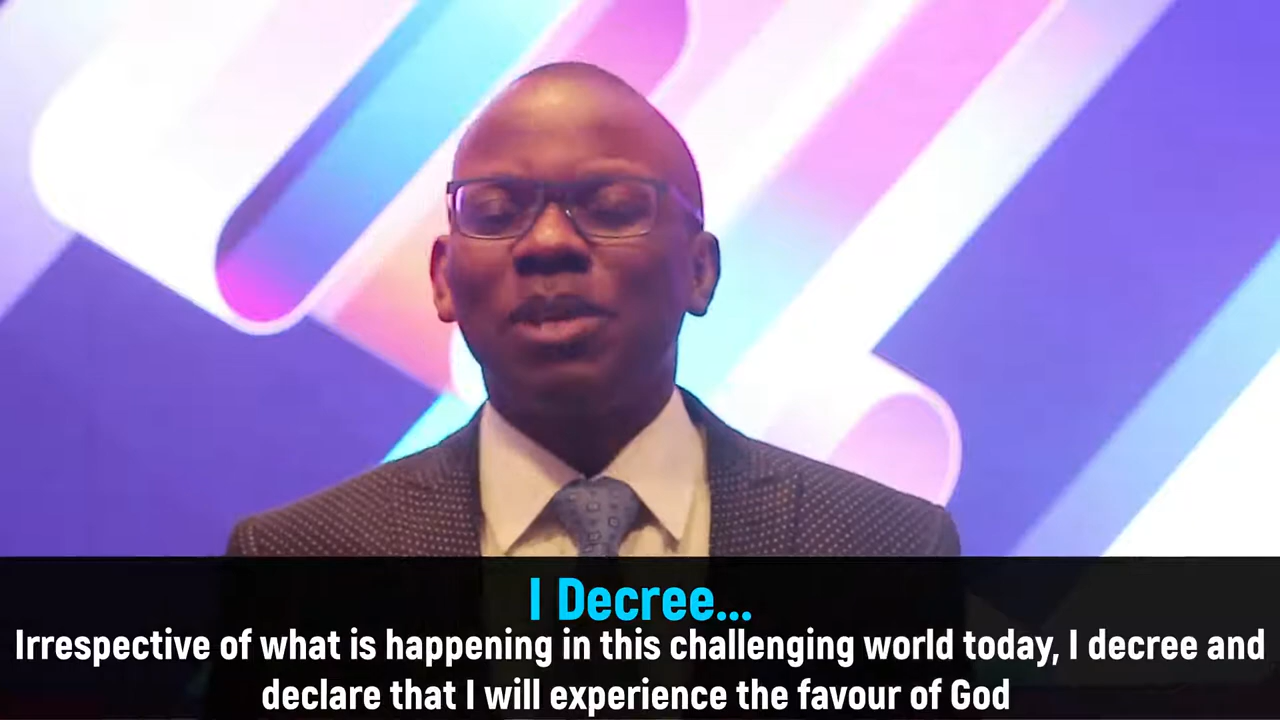 I Decree...
Irrespective of what is happening in this challenging world today, I decree and
declare that I will experience the favour of God